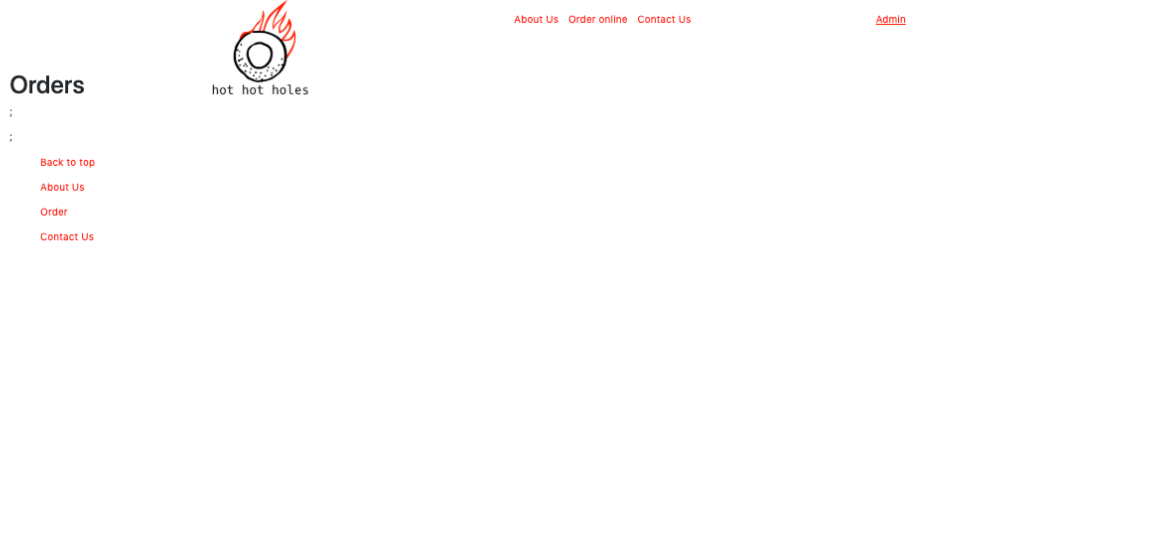 About Us Order online Contact Us Admin
Orders
hot hot holes
;
;
Back to top
About Us
Order
Contact Us